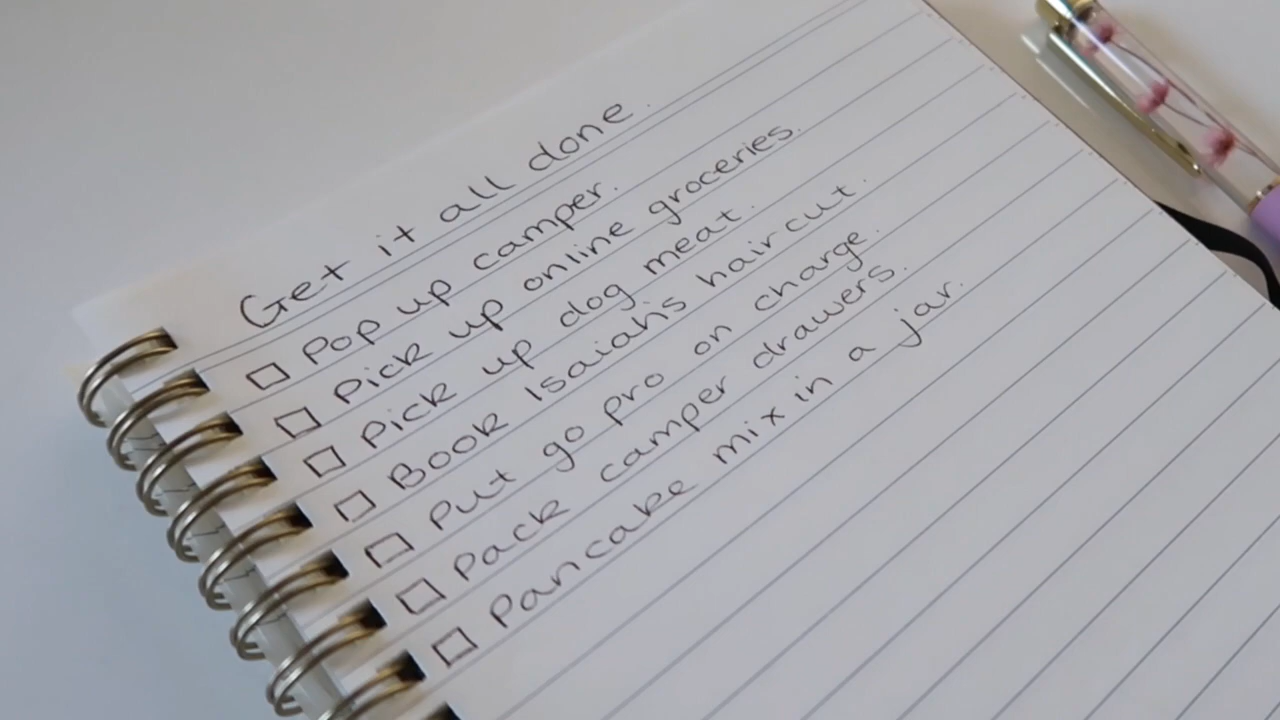 Get it all done.
Pop up camper.
Pick up online groceries.
Pick up dog meat.
Book Isaiahs haircut.
Put go pro on charge.
Pack camper drawers.
Pancake mix in a jar.